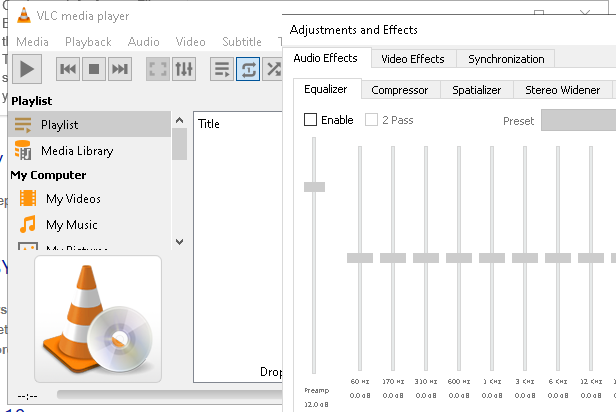 VLC media player
Media Playback Audio Video Subtitle
Playlist
Playlist
Media Library
My Computer
My Videos
My Music
My Pictures
Title
Drop
--:--
Adjustments and Effects
Audio Effects Video Effects Synchronization
Equalizer Compressor Spatializer Stereo Widener
Enable 2 Pass Preset
60 Hz 170 Hz 310 Hz 600 Hz 1 KHz 3 KHz 6 KHz 12 KHz
Preamp 0.0 dB 0.0 dB 0.0 dB 0.0 dB 0.0 dB 0.0 dB 0.0 dB 0.0
12.0 dB